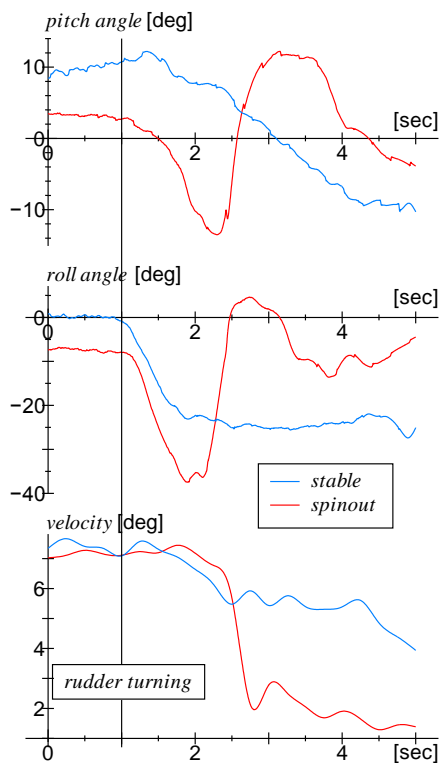 pitch angle [deg]
10
[sec]
0
0
2
4
−10
roll angle [deg]
[sec]
0
0
2
4
−20
stable
spinout
−40
velocity [deg]
6
4
rudder turning
2
[sec]
0
2
4